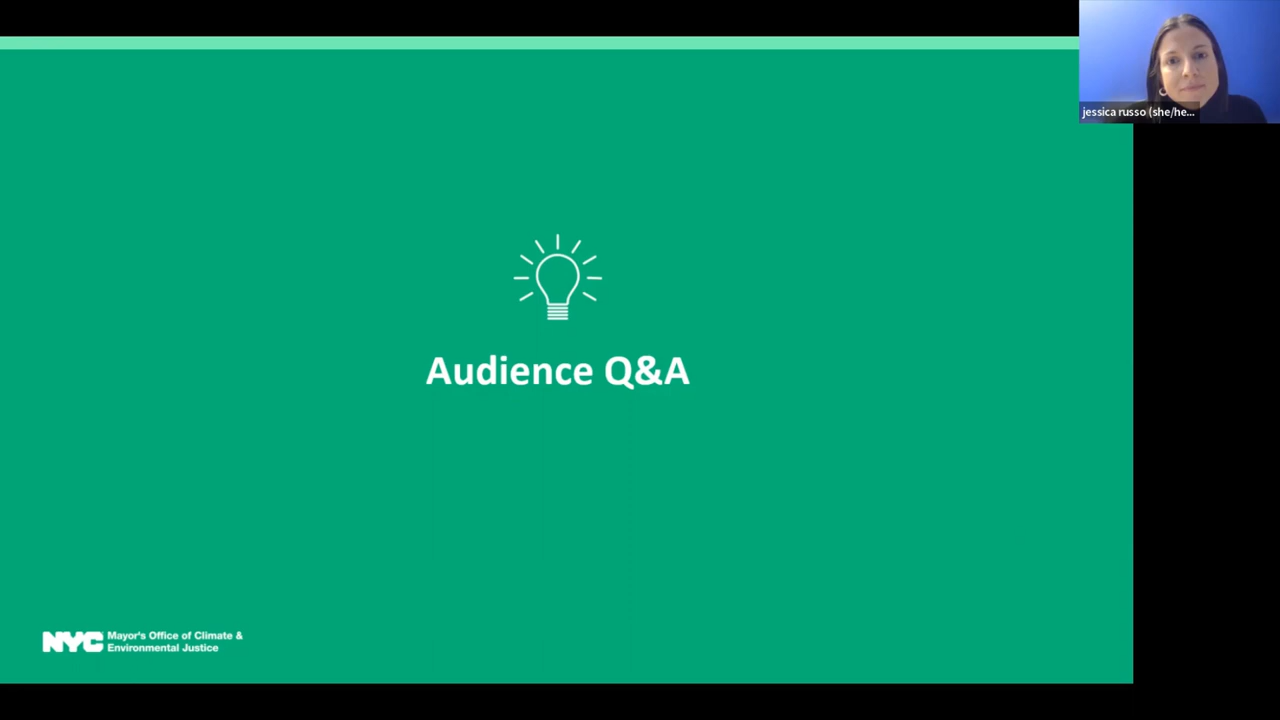 jessica russo (she/he...
Audience Q&A
NYC Mayor's Office of Climate &
Environmental Justice